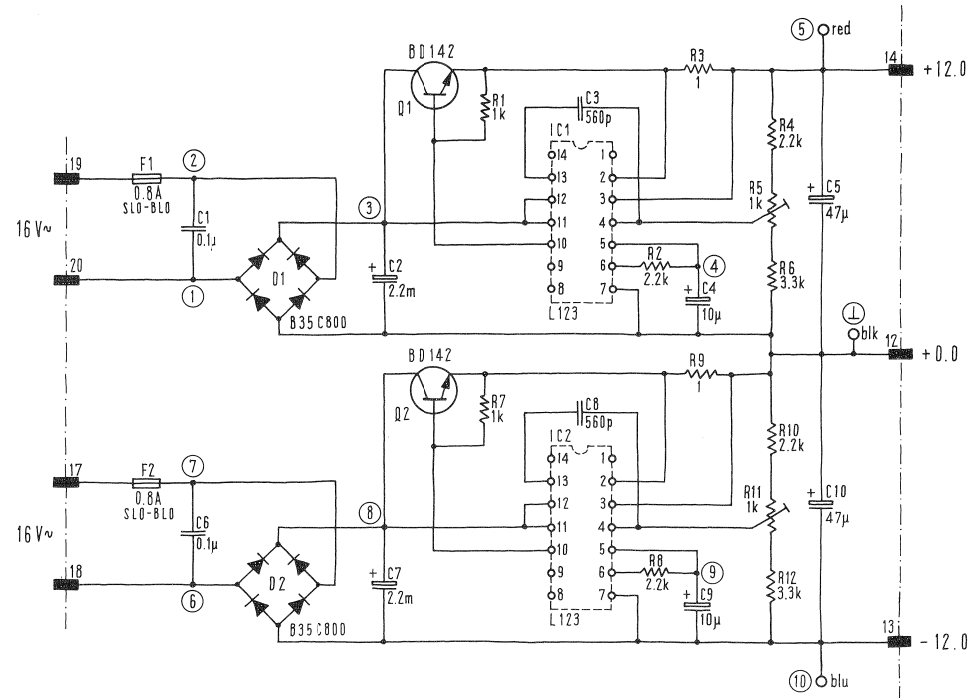 5 red
BD142
R3
1
14
+12.0
Q1
R1
1k
C3
560p
IC1
R4
2.2k
19
F1
0.8A
SLO-BLO
2
14
1
13
2
12
3
11
4
10
5
9
6
8
7
R5
1k
C5
47µ
+
3
16V~
C1
0.1µ
20
1
D1
B35C800
+
C2
2.2m
R2
2.2k
4
+
C4
10µ
R6
3.3k
L123
⊥
blk
12
+0.0
BD142
R9
1
Q2
R7
1k
C8
560p
IC2
R10
2.2k
17
F2
0.8A
SLO-BLO
7
14
1
13
2
12
3
11
4
10
5
9
6
8
7
R11
1k
C10
47µ
+
8
16V~
C6
0.1µ
18
6
D2
B35C800
+
C7
2.2m
R8
2.2k
9
+
C9
10µ
R12
3.3k
L123
13
-12.0
10 blu